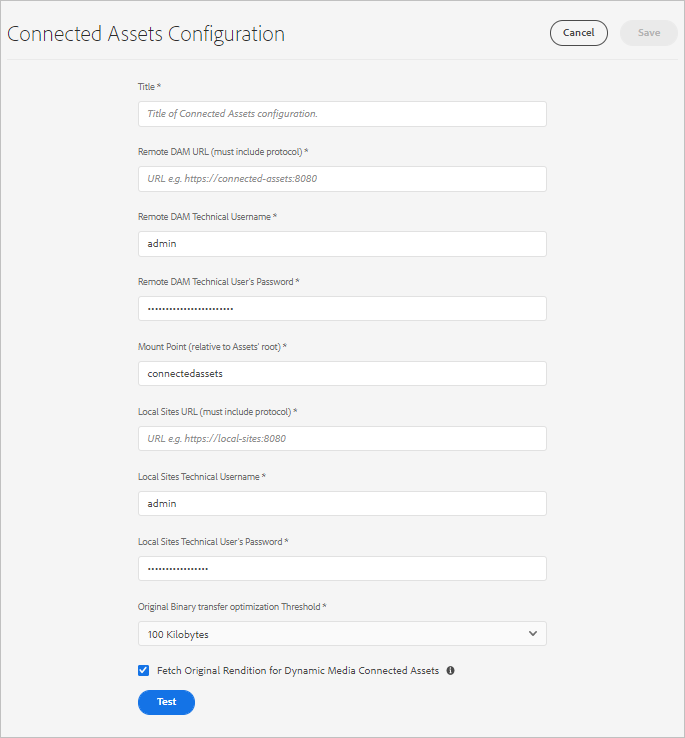 Connected Assets Configuration
Cancel
Save
Title *
Title of Connected Assets configuration.
Remote DAM URL (must include protocol) *
URL e.g. https://connected-assets:8080
Remote DAM Technical Username *
admin
Remote DAM Technical User's Password *
••••••••••••••••••••••••
Mount Point (relative to Assets' root) *
connectedassets
Local Sites URL (must include protocol) *
URL e.g. https://local-sites:8080
Local Sites Technical Username *
admin
Local Sites Technical User's Password *
•••••••••••••••••
Original Binary transfer optimization Threshold *
100 Kilobytes
Fetch Original Rendition for Dynamic Media Connected Assets
Test